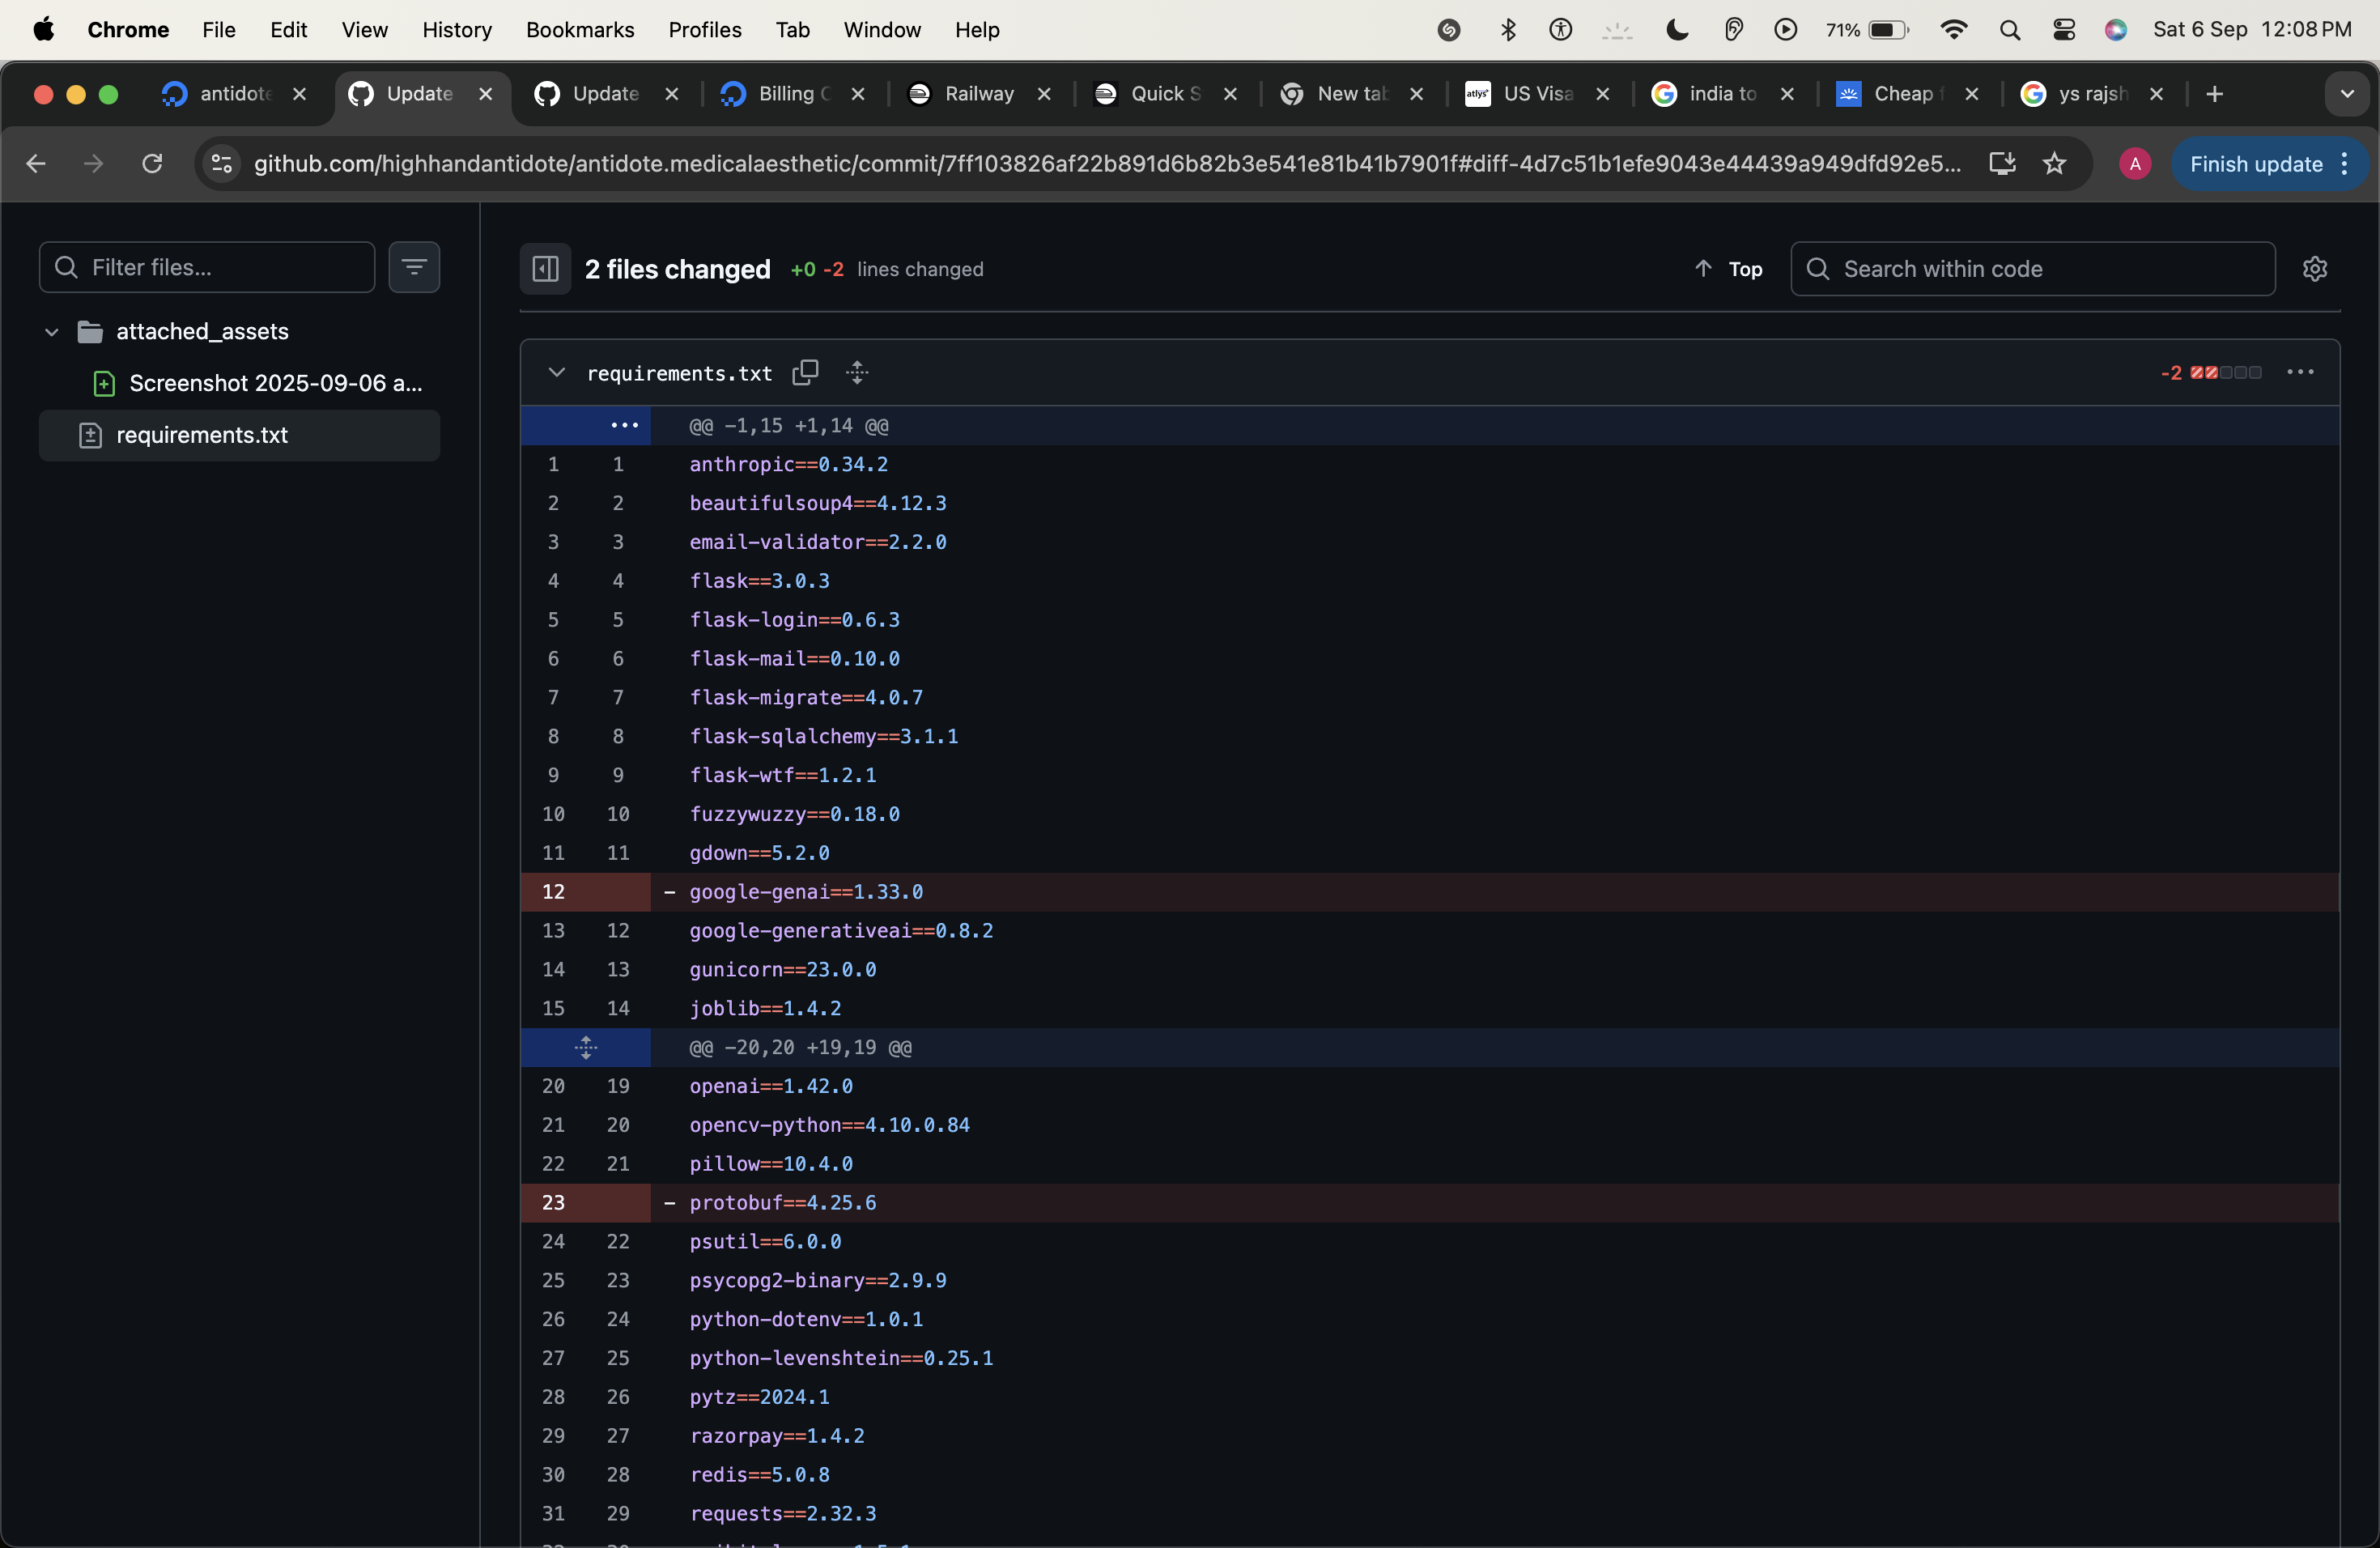 Chrome File Edit View History Bookmarks Profiles Tab Window Help 71% Sat 6 Sep 12:08 PM
antidote Update Update Billing Railway Quick S New tab atlys US Visa india to Cheap ys rajsh
github.com/highhandantidote/antidote.medicalaesthetic/commit/7ff103826af22b891d6b82b3e541e81b41b7901f#diff-4d7c51b1efe9043e44439a949dfd92e5... A Finish update
Filter files...
attached_assets
Screenshot 2025-09-06 a...
requirements.txt
2 files changed +0 -2 lines changed
Top
Search within code
requirements.txt -2
@@ -1,15 +1,14 @@
1 1 anthropic==0.34.2
2 2 beautifulsoup4==4.12.3
3 3 email-validator==2.2.0
4 4 flask==3.0.3
5 5 flask-login==0.6.3
6 6 flask-mail==0.10.0
7 7 flask-migrate==4.0.7
8 8 flask-sqlalchemy==3.1.1
9 9 flask-wtf==1.2.1
10 10 fuzzywuzzy==0.18.0
11 11 gdown==5.2.0
12 - google-genai==1.33.0
13 12 google-generativeai==0.8.2
14 13 gunicorn==23.0.0
15 14 joblib==1.4.2
@@ -20,20 +19,19 @@
20 19 openai==1.42.0
21 20 opencv-python==4.10.0.84
22 21 pillow==10.4.0
23 - protobuf==4.25.6
24 22 psutil==6.0.0
25 23 psycopg2-binary==2.9.9
26 24 python-dotenv==1.0.1
27 25 python-levenshtein==0.25.1
28 26 pytz==2024.1
29 27 razorpay==1.4.2
30 28 redis==5.0.8
31 29 requests==2.32.3